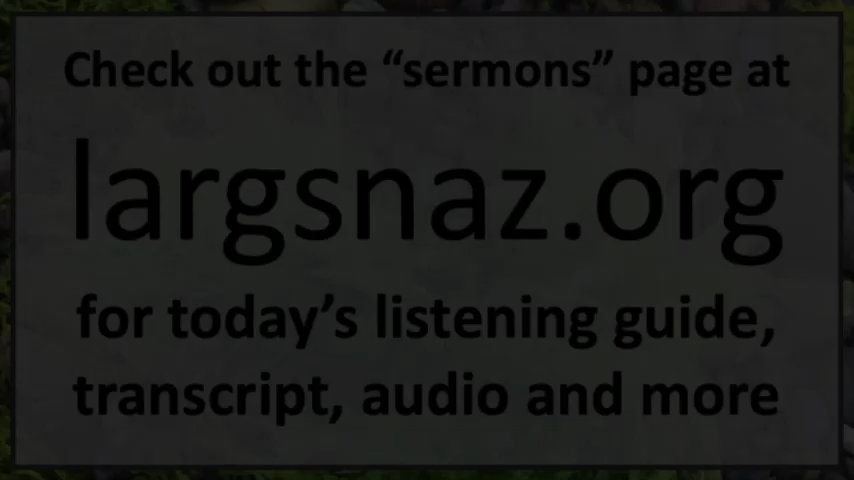 Check out the “sermons” page at
largsnaz.org
for today’s listening guide,
transcript, audio and more